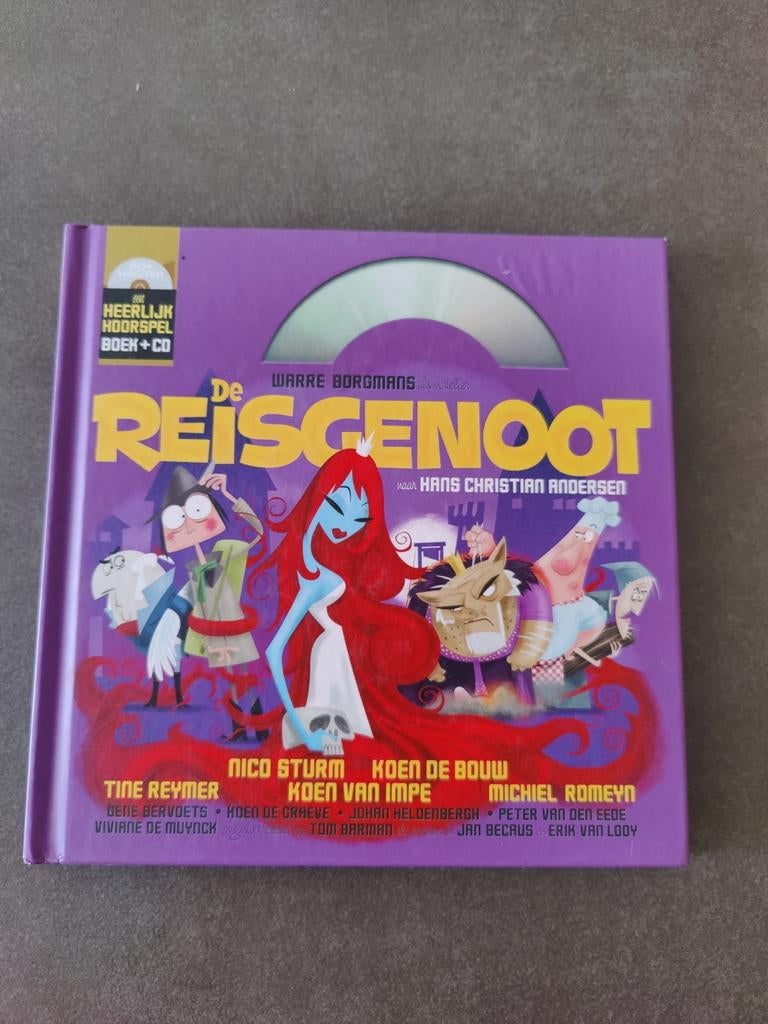 60+
MINUTEN
een
HEERLIJK
HOORSPEL
BOEK + CD
WARRE BORGMANS als verteller
De
REISGENOOT
naar HANS CHRISTIAN ANDERSEN
NICO STURM KOEN DE BOUW
TINE REYMER KOEN VAN IMPE MICHIEL ROMEYN
GENE BERVOETS • KOEN DE GRAEVE • JOHAN HELDENBERGH • PETER VAN DEN EEDE
VIVIANE DE MUYNCK TOM BARMAN JAN BECAUS en ERIK VAN LOOY